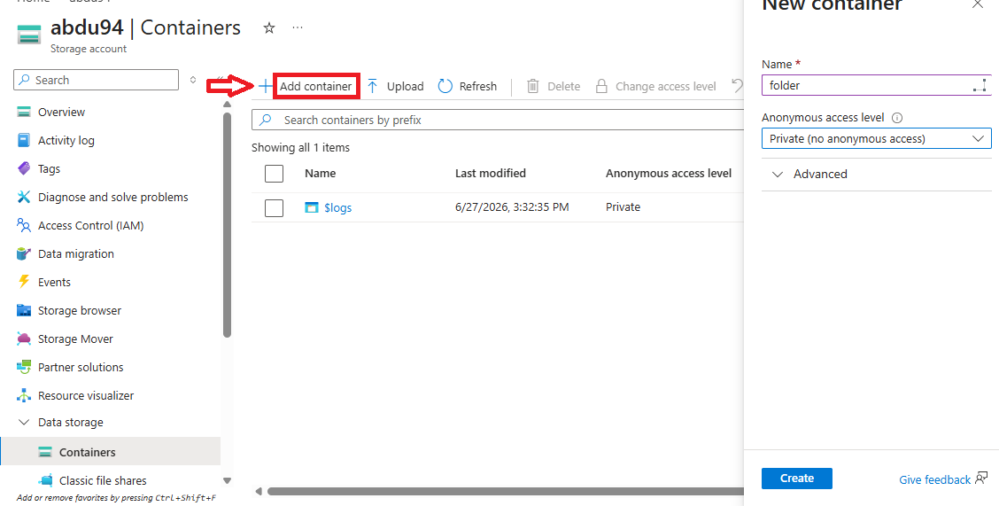 Home abdu94
abdu94 | Containers
Storage account
Search
Overview
Activity log
Tags
Diagnose and solve problems
Access Control (IAM)
Data migration
Events
Storage browser
Storage Mover
Partner solutions
Resource visualizer
Data storage
Containers
Classic file shares
Add or remove favorites by pressing Ctrl+Shift+F
Add container Upload Refresh Delete Change access level
Search containers by prefix
Showing all 1 items
Name Last modified Anonymous access level
$logs 6/27/2026, 3:32:35 PM Private
New container
Name *
folder
Anonymous access level
Private (no anonymous access)
Advanced
Create Give feedback